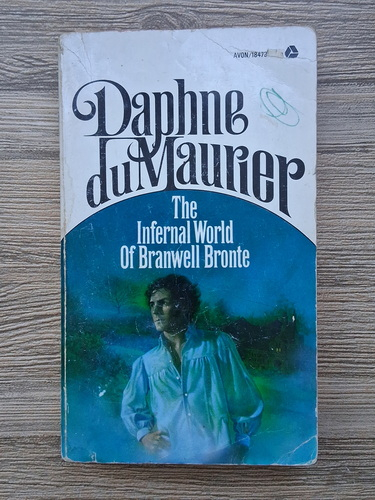 AVON/18473
Daphne
du Maurier
The
Infernal World
Of Branwell Bronte